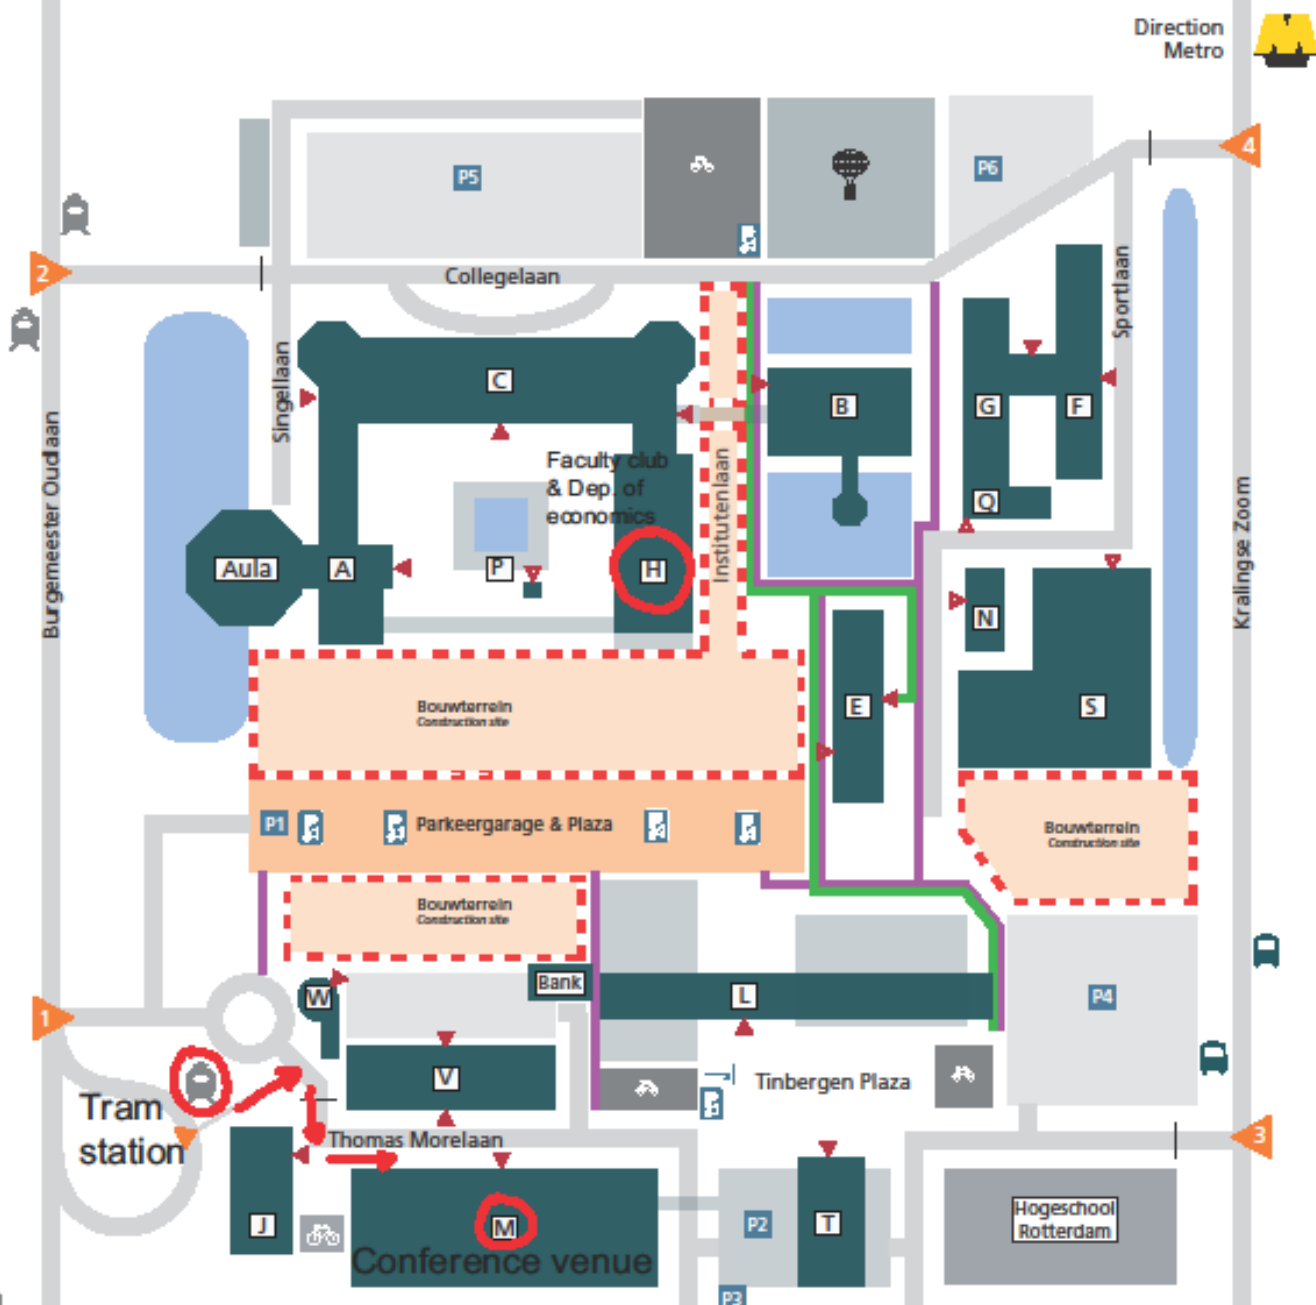 Direction
Metro
4
P5
P6
2
Collegelaan
Sportlaan
Singellaan
C
B
G
F
Burgemeester Oudlaan
Faculty club
& Dep. of
economics
Institutenlaan
Q
Kralingse Zoom
Aula
A
P
H
N
E
S
Bouwterrein
Construction site
P1
Parkeergarage & Plaza
Bouwterrein
Construction site
Bouwterrein
Construction site
W
Bank
L
P4
1
V
Tinbergen Plaza
Tram
station
Thomas Morelaan
3
J
M
P2
T
Hogeschool
Rotterdam
Conference venue
P3